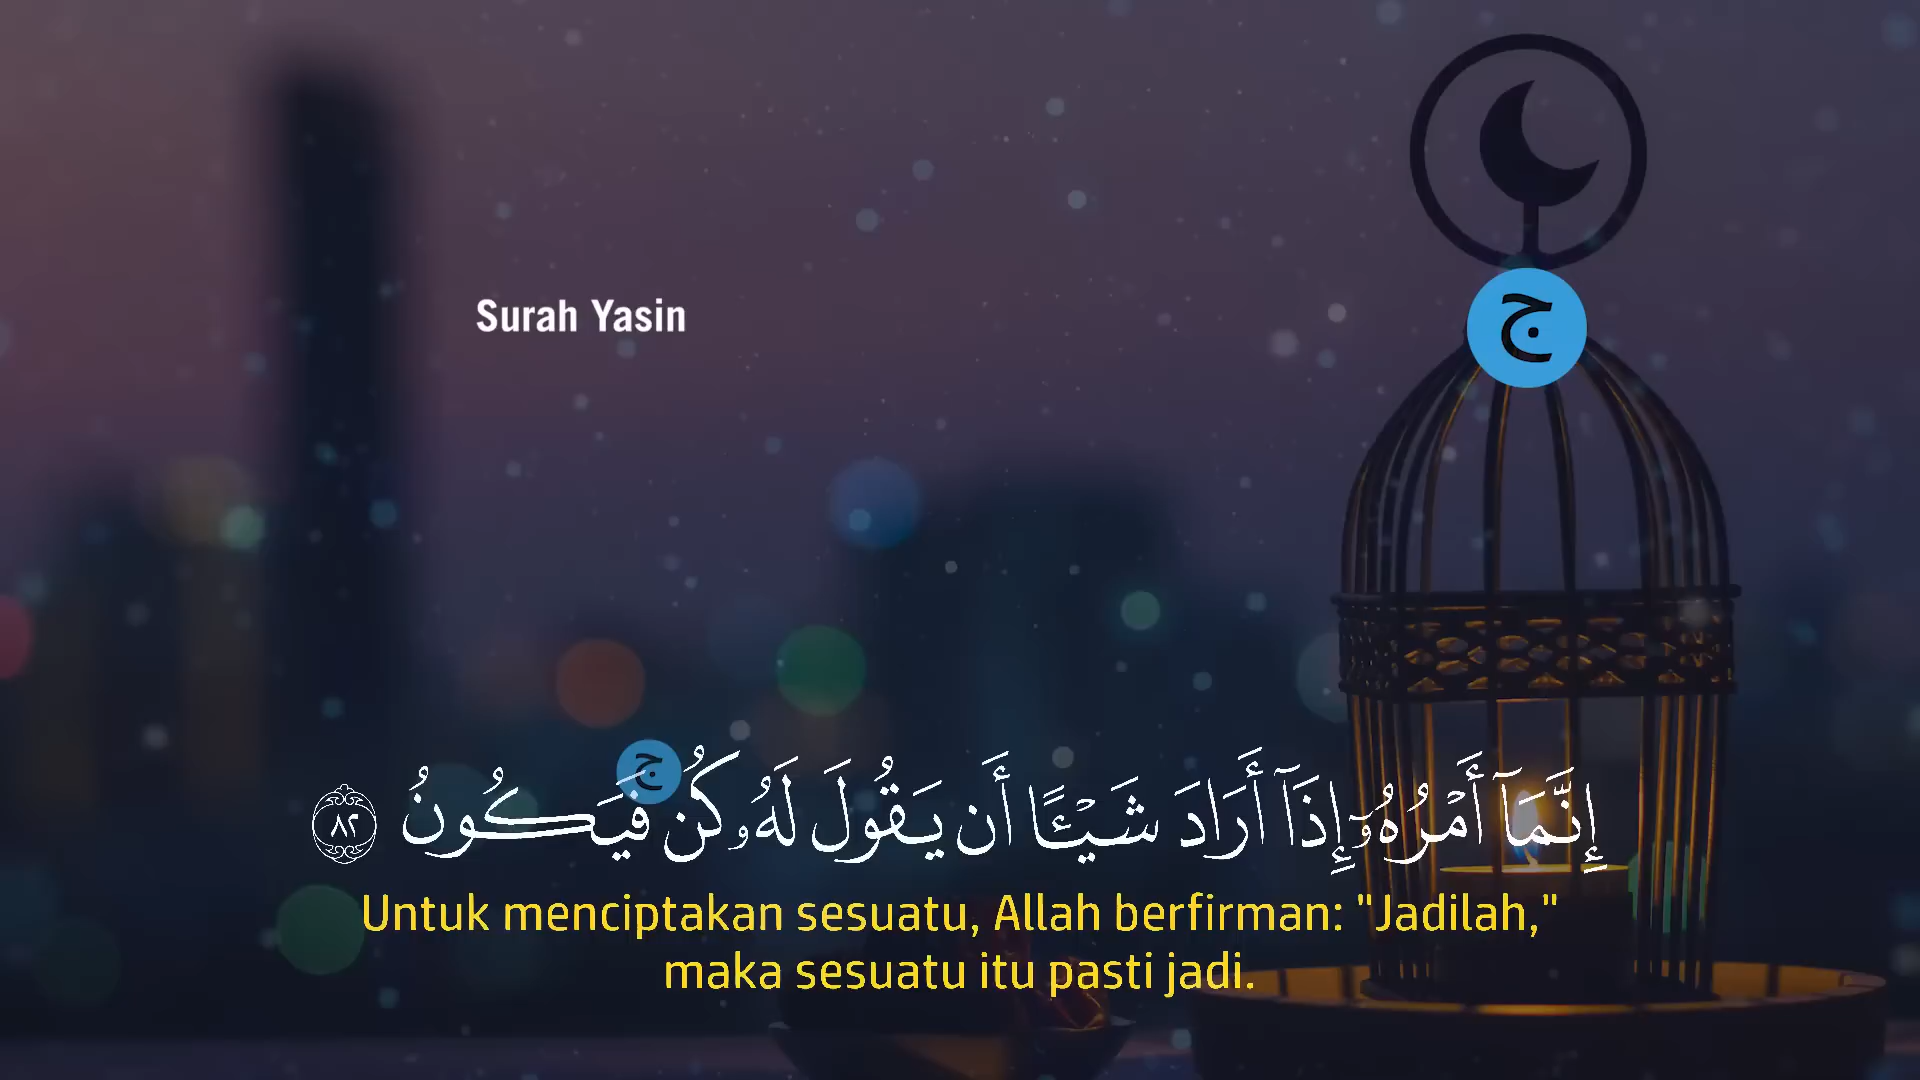 Surah Yasin
ج
إِنَّمَآ أَمْرُهُۥٓ إِذَآ أَرَادَ شَيْـًٔا أَن يَقُولَ لَهُۥ كُن ۚ فَيَكُونُ ٨٢
Untuk menciptakan sesuatu, Allah berfirman: "Jadilah,"
maka sesuatu itu pasti jadi.